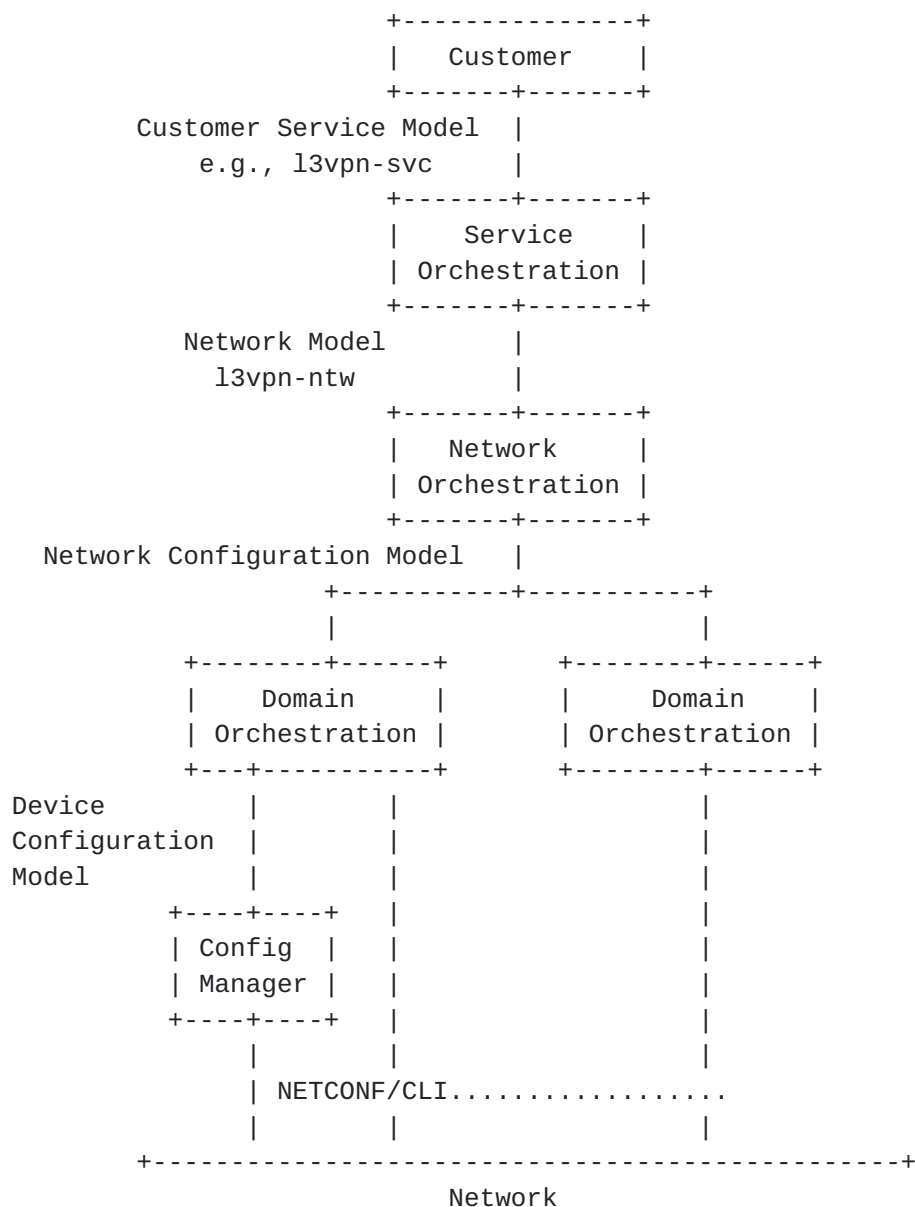 Customer
Customer Service Model
e.g., l3vpn-svc
Service
Orchestration
Network Model
l3vpn-ntw
Network
Orchestration
Network Configuration Model
Domain Domain
Orchestration Orchestration
Device
Configuration
Model
Config
Manager
NETCONF/CLI..................
Network